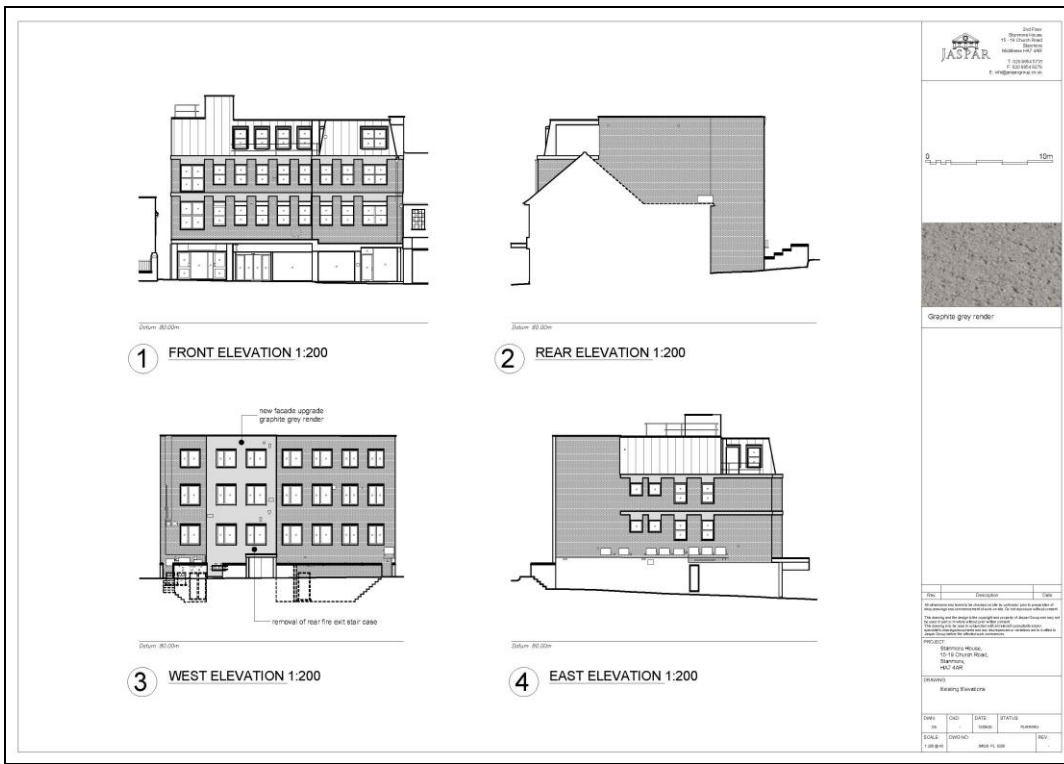 JASPAR
2nd Floor
Stanmore House
15 - 19 Church Road
Stanmore
Middlesex HA7 4AR
0
10m
Graphite grey render
Datum 80.00m
1 FRONT ELEVATION 1:200
Datum 80.00m
2 REAR ELEVATION 1:200
new facade upgrade
graphite grey render
removal of rear fire exit stair case
Datum 80.00m
3 WEST ELEVATION 1:200
Datum 80.00m
4 EAST ELEVATION 1:200
Rev.
Description
Date
PROJECT:
Stanmore House,
15-19 Church Road,
Stanmore,
HA7 4AR
DRAWING:
Existing Elevations
DWN:
CKD:
DATE:
STATUS:
PLANNING
SCALE:
DWG NO:
REV: